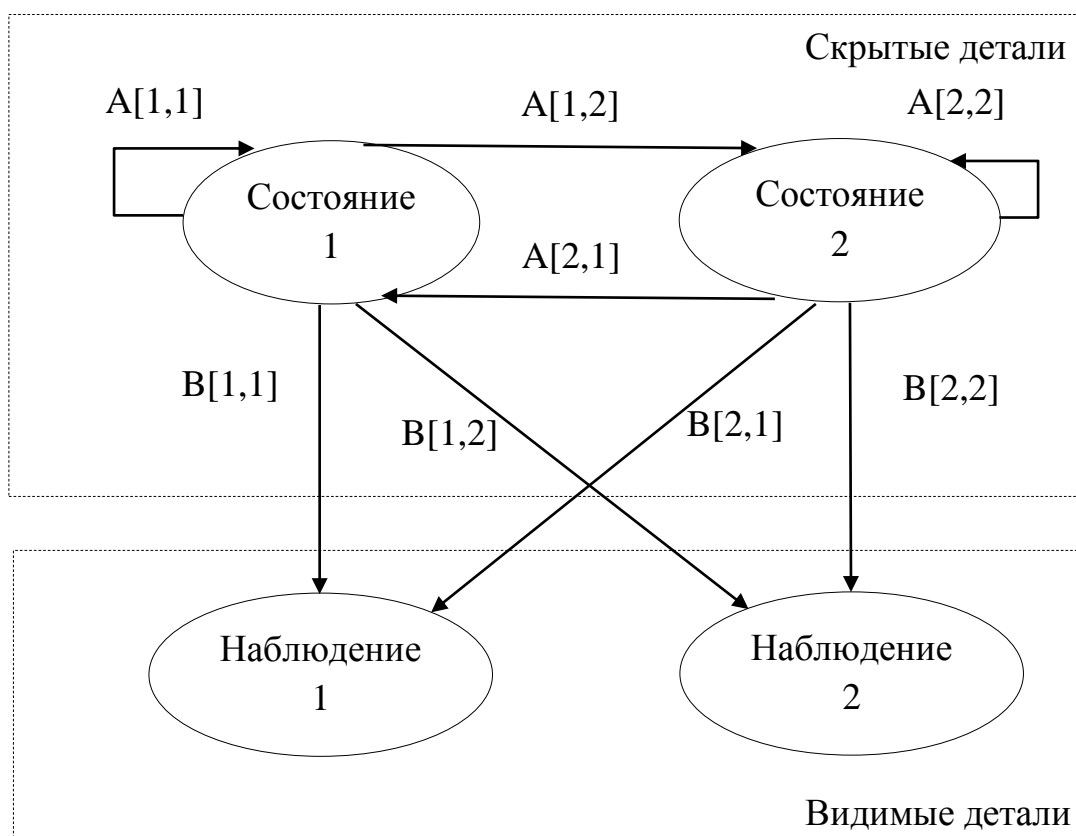 Скрытые детали
A[1,1]
A[1,2]
A[2,2]
Состояние
1
Состояние
2
A[2,1]
B[1,1]
B[1,2]
B[2,1]
B[2,2]
Наблюдение
1
Наблюдение
2
Видимые детали